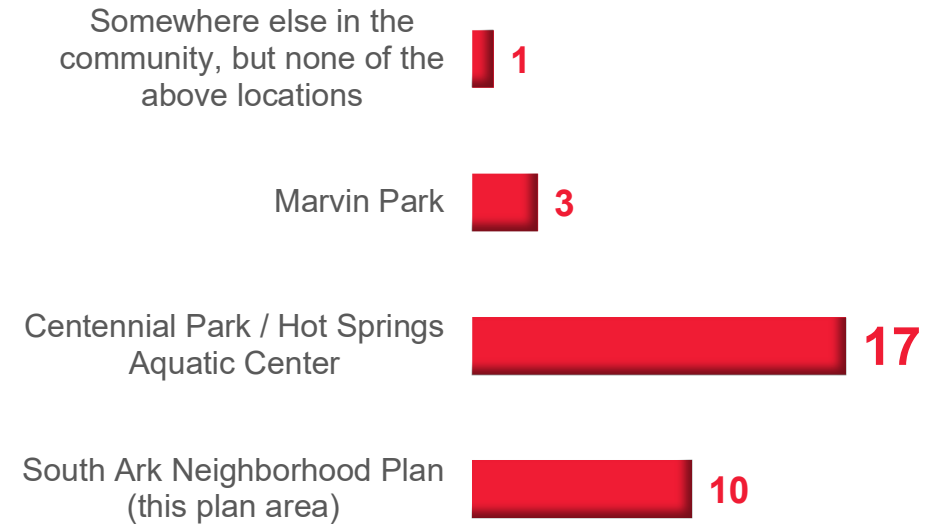 Somewhere else in the
community, but none of the
above locations
1
Marvin Park
3
Centennial Park / Hot Springs
Aquatic Center
17
South Ark Neighborhood Plan
(this plan area)
10